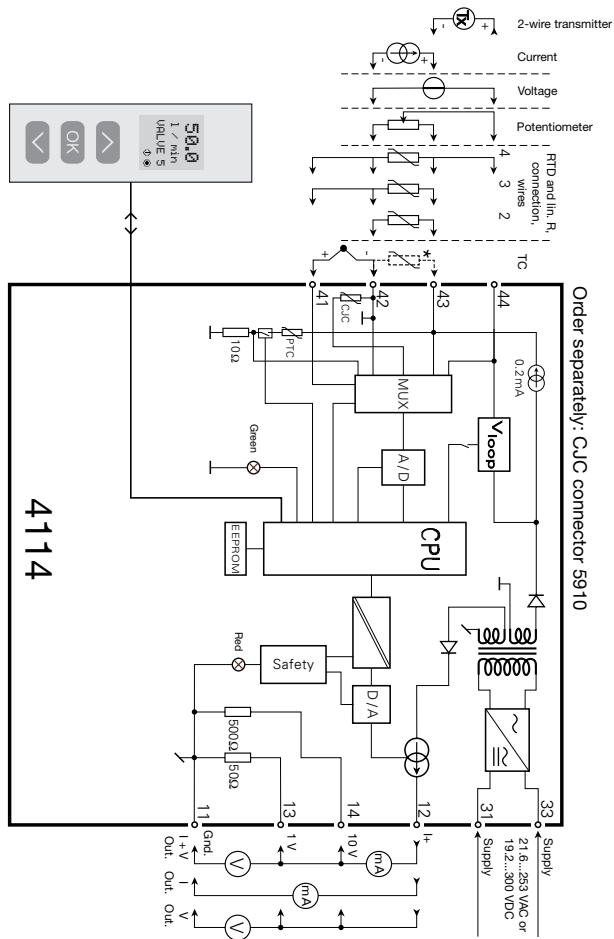 Order separately: CJC connector 5910
2-wire transmitter
Tx
- +
Current
- +
Voltage
Potentiometer
RTD and lin. R,
connection,
wires
4 3 2
TC
+ - *
50.0
l / min
VALVE 5
OK
41
42
43
44
CJC
PTC
10Ω
MUX
0.2mA
Vloop
A/D
CPU
EEPROM
Green
Red
Safety
D/A
500Ω
50Ω
4114
11
13
14
12
31
33
Gnd.
1 V
10 V
I+
Supply
Supply
21.6...253 VAC or
19.2...300 VDC
V
mA
I + V
Out.
mA
I
Out.
V
V
Out.